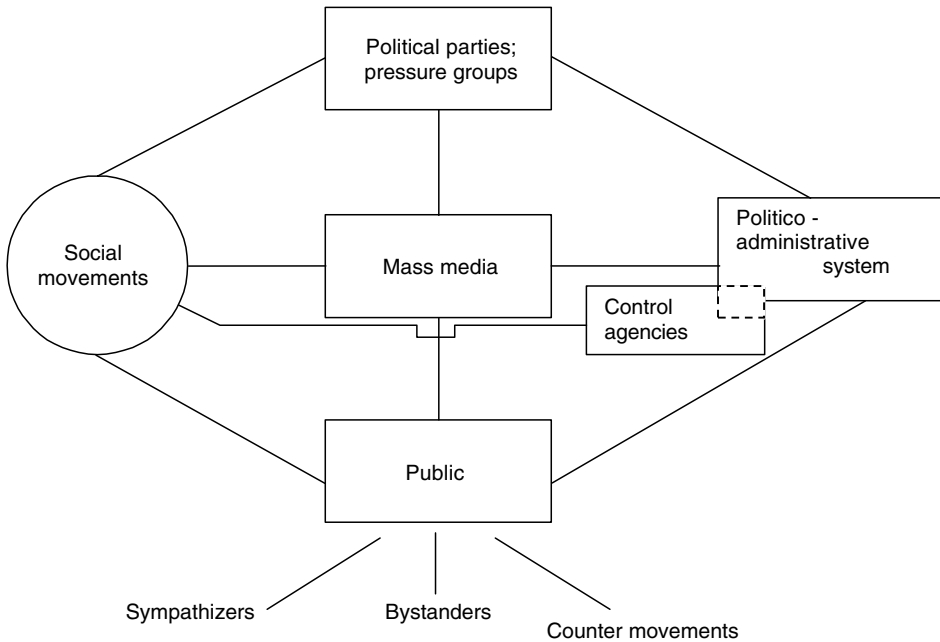 Political parties;
pressure groups
Social
movements
Mass media
Politico -
administrative
system
Control
agencies
Public
Sympathizers
Bystanders
Counter movements